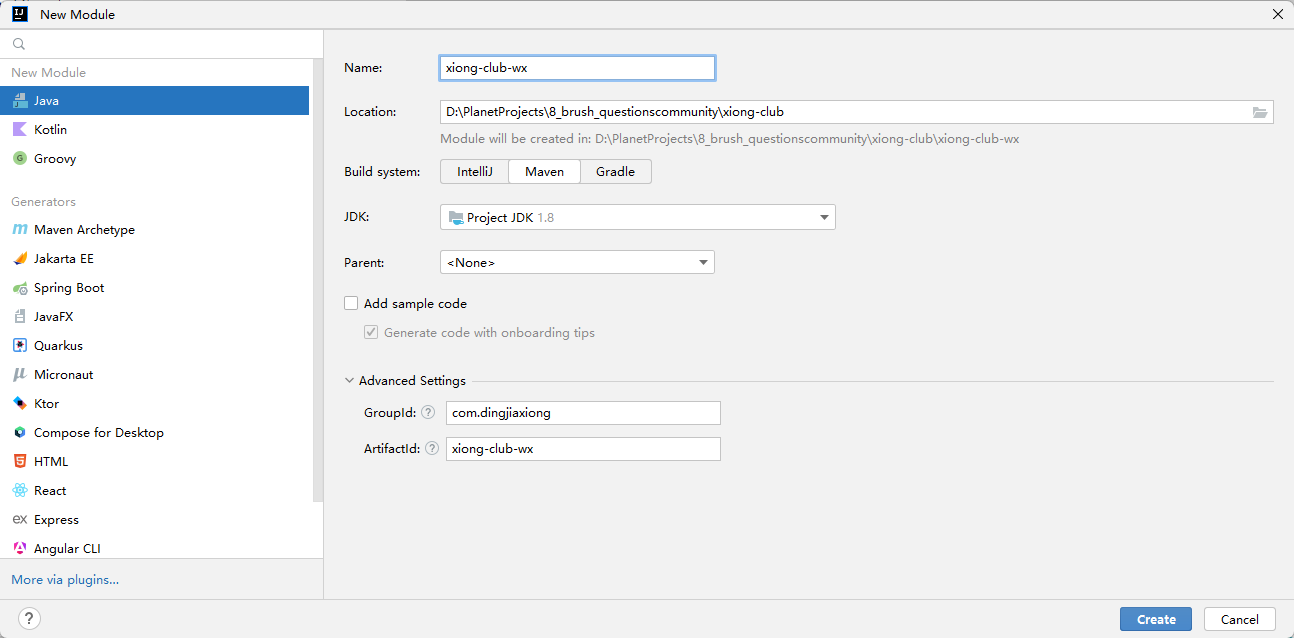 New Module
New Module
Java
Kotlin
Groovy
Generators
Maven Archetype
Jakarta EE
Spring Boot
JavaFX
Quarkus
Micronaut
Ktor
Compose for Desktop
HTML
React
ex Express
Angular CLI
More via plugins...
Name: xiong-club-wx
Location: D:\PlanetProjects\8_brush_questionscommunity\xiong-club
Module will be created in: D:\PlanetProjects\8_brush_questionscommunity\xiong-club\xiong-club-wx
Build system: IntelliJ Maven Gradle
JDK: Project JDK 1.8
Parent: <None>
Add sample code
Generate code with onboarding tips
Advanced Settings
GroupId: ? com.dingjiaxiong
ArtifactId: ? xiong-club-wx
? Create Cancel